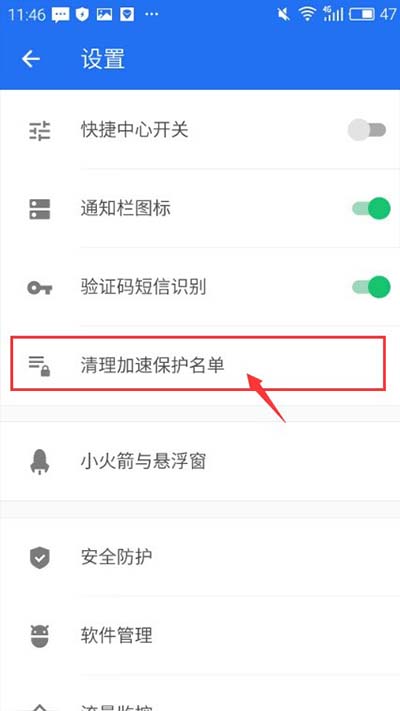 11:46 4G 47
设置
快捷中心开关
通知栏图标
验证码短信识别
清理加速保护名单
小火箭与悬浮窗
安全防护
软件管理
流量监控